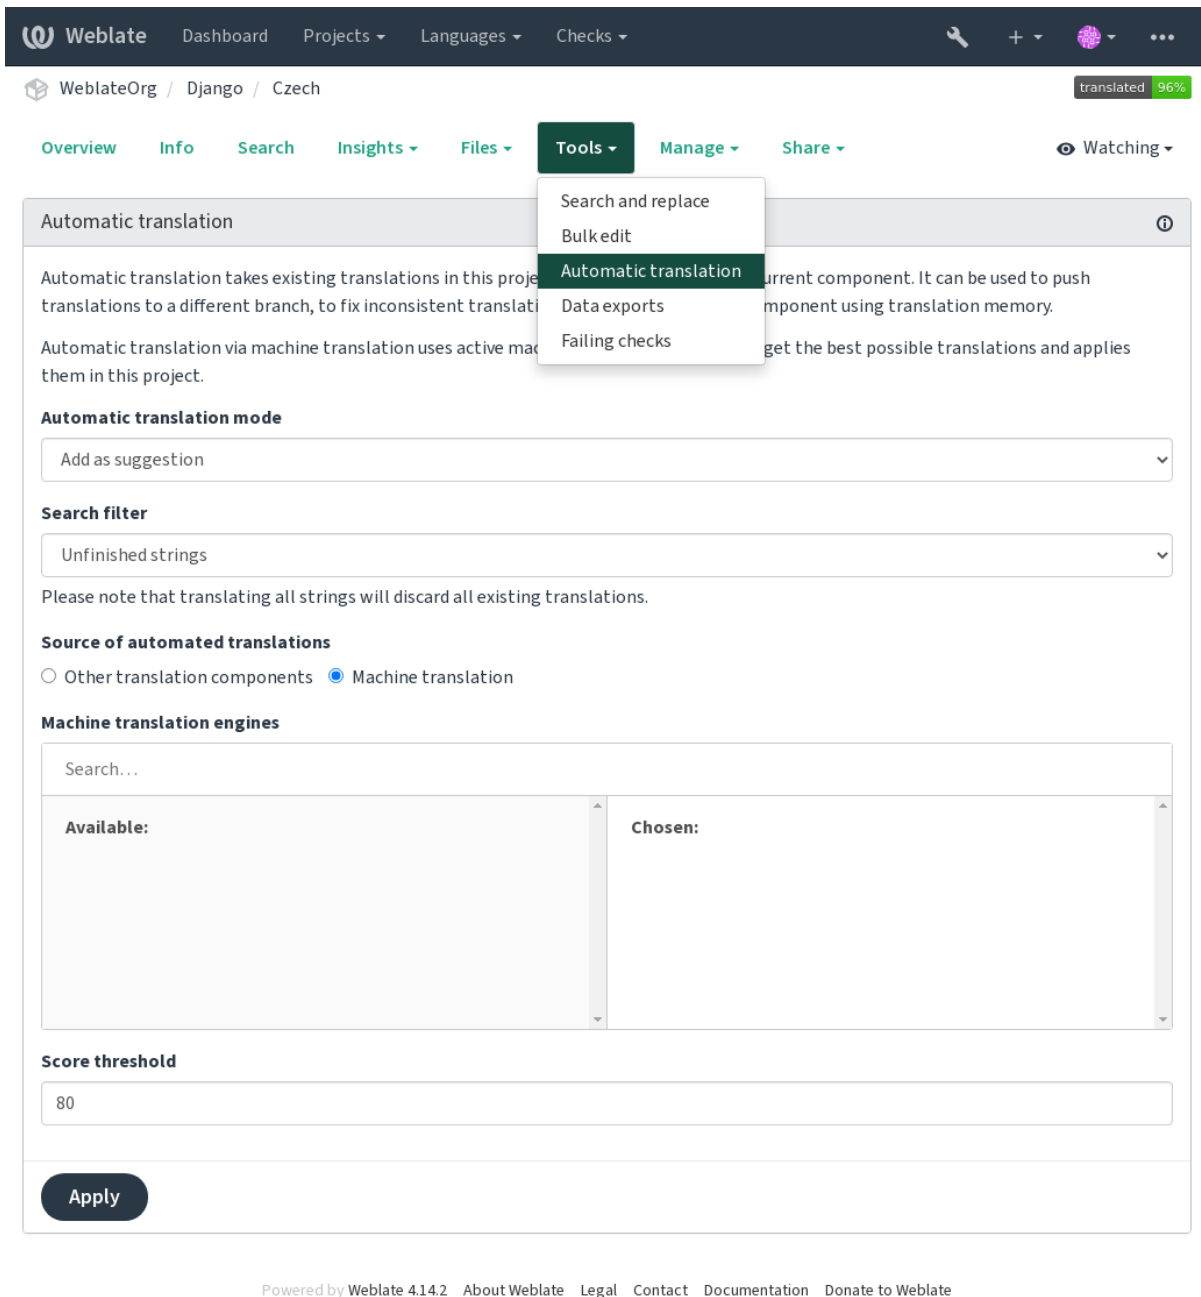 Weblate Dashboard Projects Languages Checks
WeblateOrg / Django / Czech translated 96%
Overview Info Search Insights Files Tools Manage Share Watching
Search and replace
Bulk edit
Automatic translation
Data exports
Failing checks
Automatic translation
Automatic translation takes existing translations in this proje urrent component. It can be used to push
translations to a different branch, to fix inconsistent translati mponent using translation memory.
Automatic translation via machine translation uses active mac get the best possible translations and applies
them in this project.
Automatic translation mode
Add as suggestion
Search filter
Unfinished strings
Please note that translating all strings will discard all existing translations.
Source of automated translations
Other translation components Machine translation
Machine translation engines
Search...
Available: Chosen:
Score threshold
80
Apply
Powered by Weblate 4.14.2 About Weblate Legal Contact Documentation Donate to Weblate